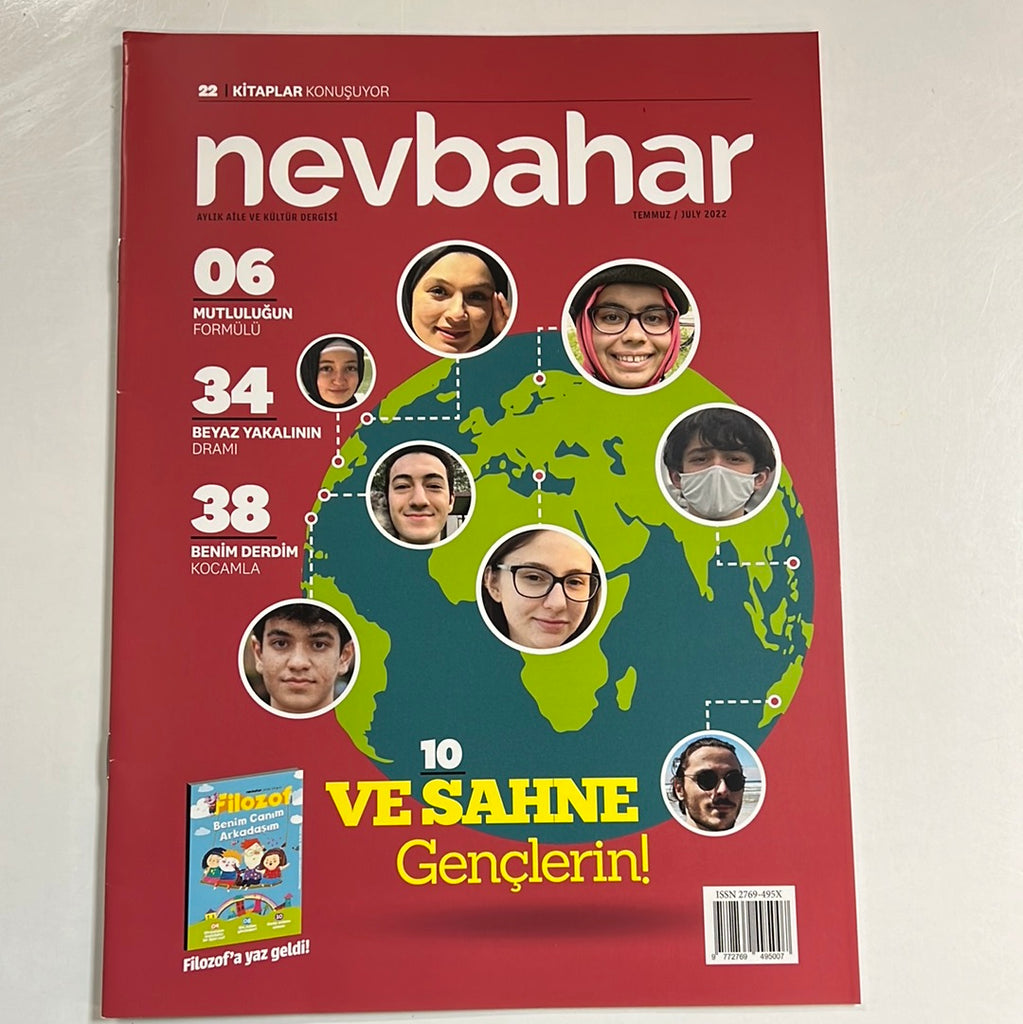 22 | KİTAPLAR KONUŞUYOR
nevbahar
AYLIK AİLE VE KÜLTÜR DERGİSİ
TEMMUZ / JULY 2022
06
MUTLULUĞUN
FORMÜLÜ
34
BEYAZ YAKALININ
DRAMI
38
BENİM DERDİM
KOCAMLA
10
VE SAHNE
Gençlerin!
Filozof
Benim Canım
Arkadaşım
Filozof'a yaz geldi!
ISSN 2769-495X
9 772769 495007